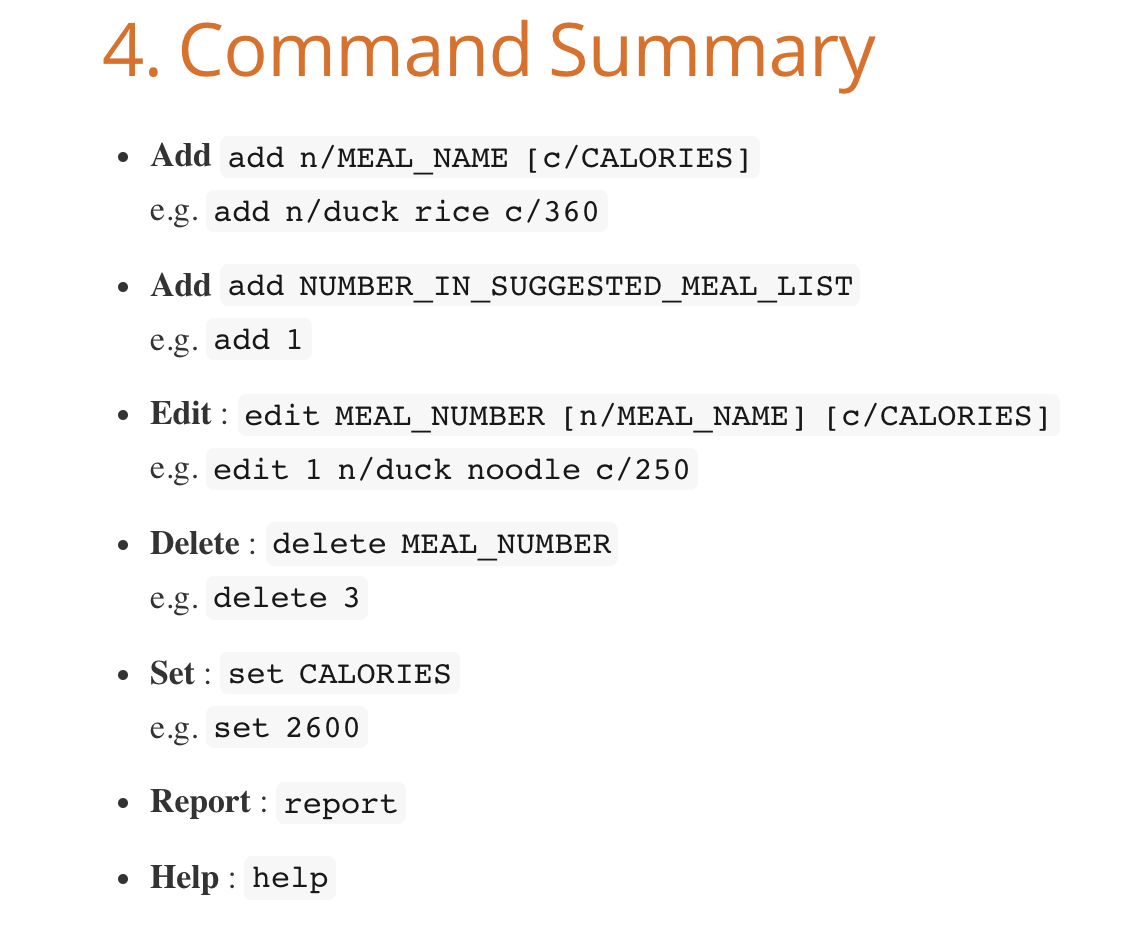 4. Command Summary
• Add add n/MEAL_NAME [c/CALORIES]
e.g. add n/duck rice c/360
• Add add NUMBER_IN_SUGGESTED_MEAL_LIST
e.g. add 1
• Edit : edit MEAL_NUMBER [n/MEAL_NAME] [c/CALORIES]
e.g. edit 1 n/duck noodle c/250
• Delete : delete MEAL_NUMBER
e.g. delete 3
• Set : set CALORIES
e.g. set 2600
• Report : report
• Help : help